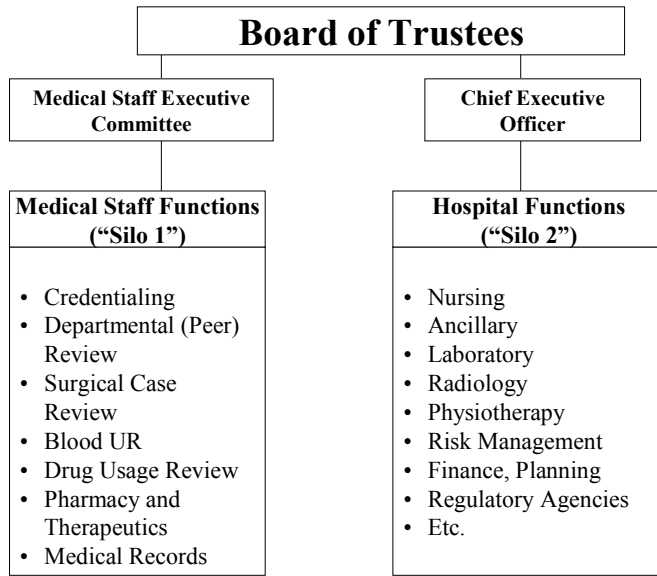 Board of Trustees
Medical Staff Executive
Committee
Chief Executive
Officer
Medical Staff Functions
(“Silo 1”)
• Credentialing
• Departmental (Peer)
Review
• Surgical Case
Review
• Blood UR
• Drug Usage Review
• Pharmacy and
Therapeutics
• Medical Records
Hospital Functions
(“Silo 2”)
• Nursing
• Ancillary
• Laboratory
• Radiology
• Physiotherapy
• Risk Management
• Finance, Planning
• Regulatory Agencies
• Etc.